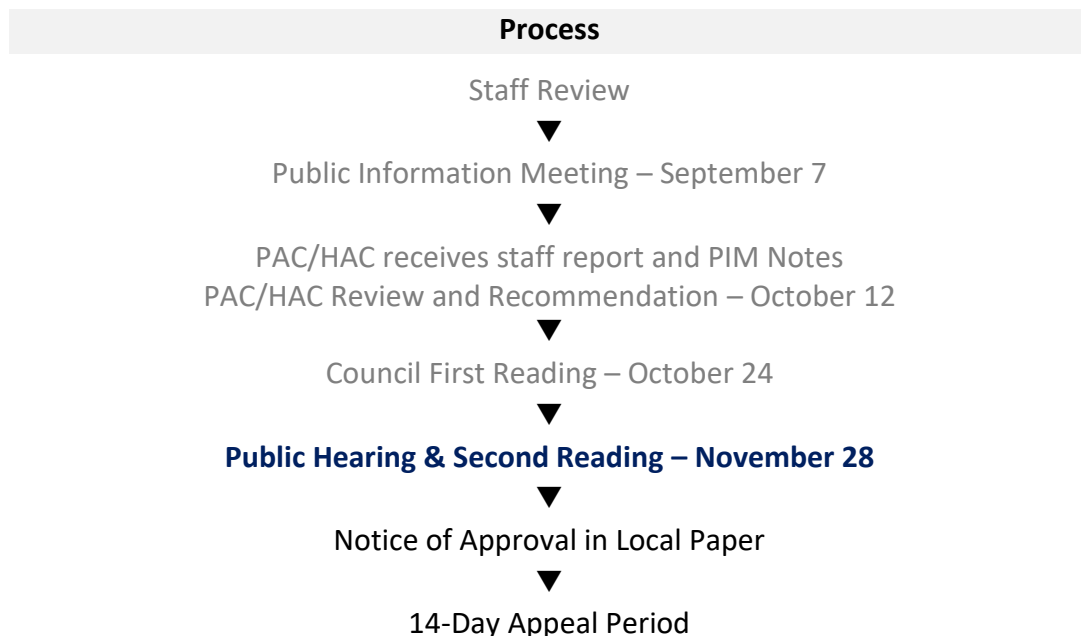 Process
Staff Review
Public Information Meeting – September 7
PAC/HAC receives staff report and PIM Notes
PAC/HAC Review and Recommendation – October 12
Council First Reading – October 24
Public Hearing & Second Reading – November 28
Notice of Approval in Local Paper
14-Day Appeal Period